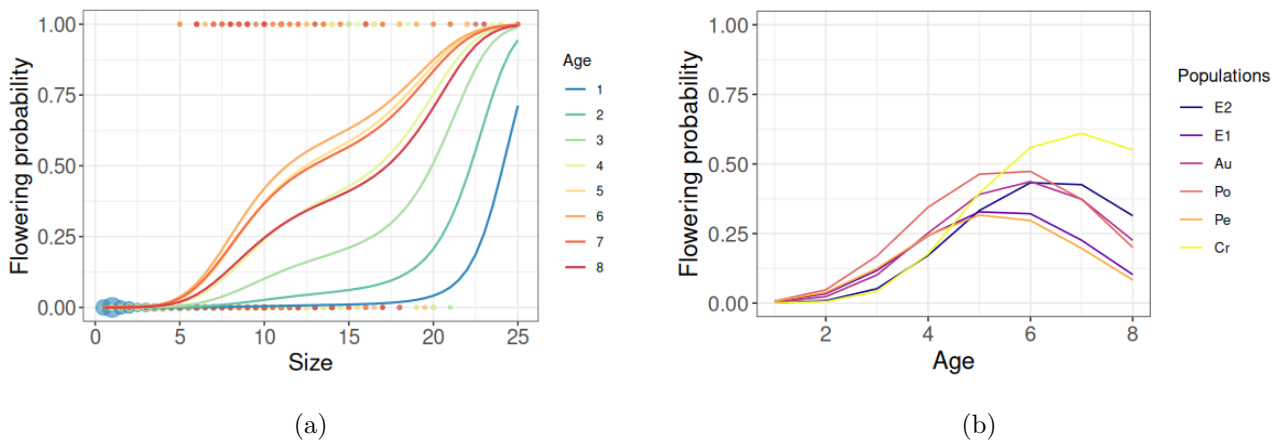 1.00
0.75
0.50
0.25
0.00
Flowering probability
0 5 10 15 20 25
Size
Age
1
2
3
4
5
6
7
8
(a)
1.00
0.75
0.50
0.25
0.00
Flowering probability
2 4 6 8
Age
Populations
E2
E1
Au
Po
Pe
Cr
(b)